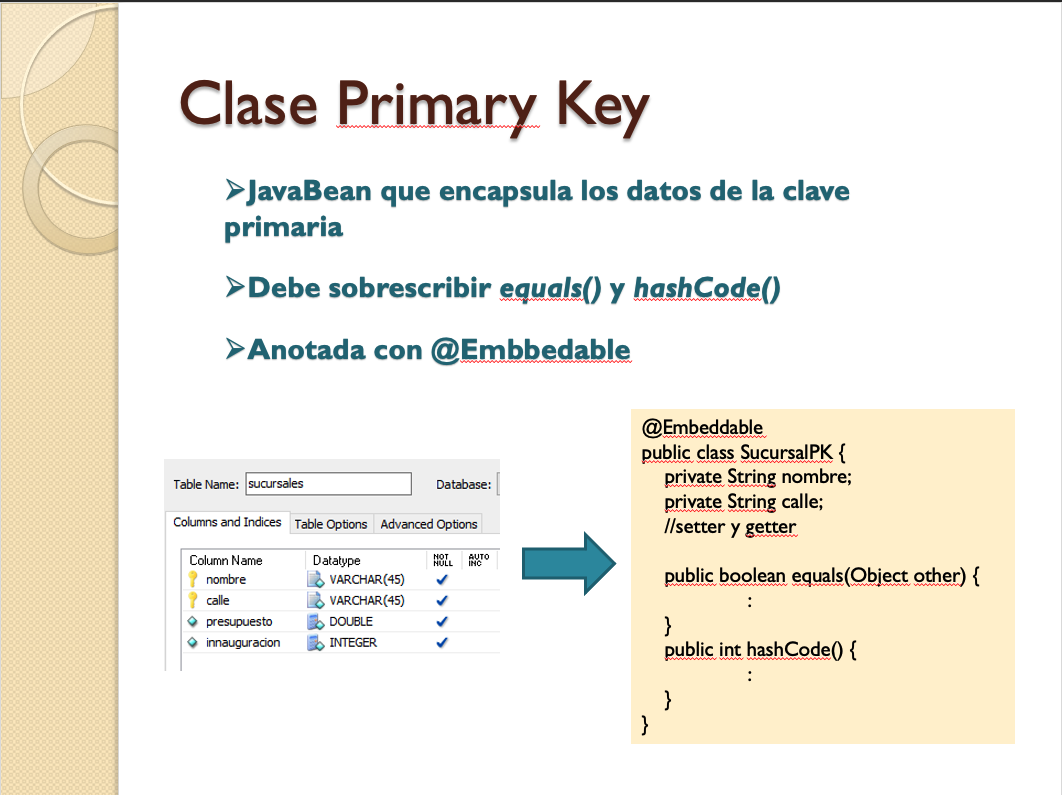 Clase Primary Key
➢JavaBean que encapsula los datos de la clave
primaria
➢Debe sobrescribir equals() y hashCode()
➢Anotada con @Embbedable
Table Name: sucursales Database:
Columns and Indices Table Options Advanced Options
Column Name Datatype NOT NULL AUTO INC
nombre VARCHAR(45)
calle VARCHAR(45)
presupuesto DOUBLE
innauguracion INTEGER
@Embeddable
public class SucursalPK {
private String nombre;
private String calle;
//setter y getter
public boolean equals(Object other) {
:
}
public int hashCode() {
:
}
}